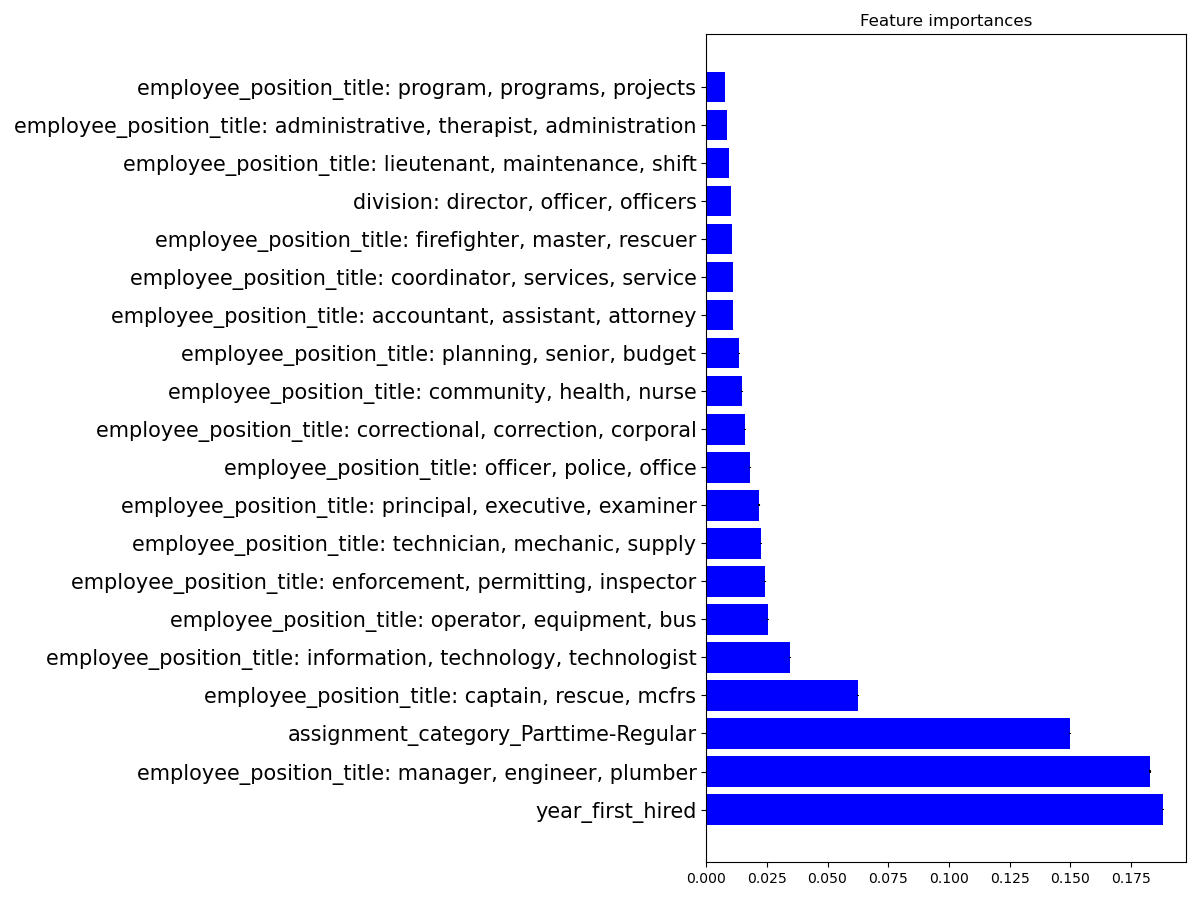 Feature importances
employee_position_title: program, programs, projects
employee_position_title: administrative, therapist, administration
employee_position_title: lieutenant, maintenance, shift
division: director, officer, officers
employee_position_title: firefighter, master, rescuer
employee_position_title: coordinator, services, service
employee_position_title: accountant, assistant, attorney
employee_position_title: planning, senior, budget
employee_position_title: community, health, nurse
employee_position_title: correctional, correction, corporal
employee_position_title: officer, police, office
employee_position_title: principal, executive, examiner
employee_position_title: technician, mechanic, supply
employee_position_title: enforcement, permitting, inspector
employee_position_title: operator, equipment, bus
employee_position_title: information, technology, technologist
employee_position_title: captain, rescue, mcfrs
assignment_category_Parttime-Regular
employee_position_title: manager, engineer, plumber
year_first_hired
0.000 0.025 0.050 0.075 0.100 0.125 0.150 0.175